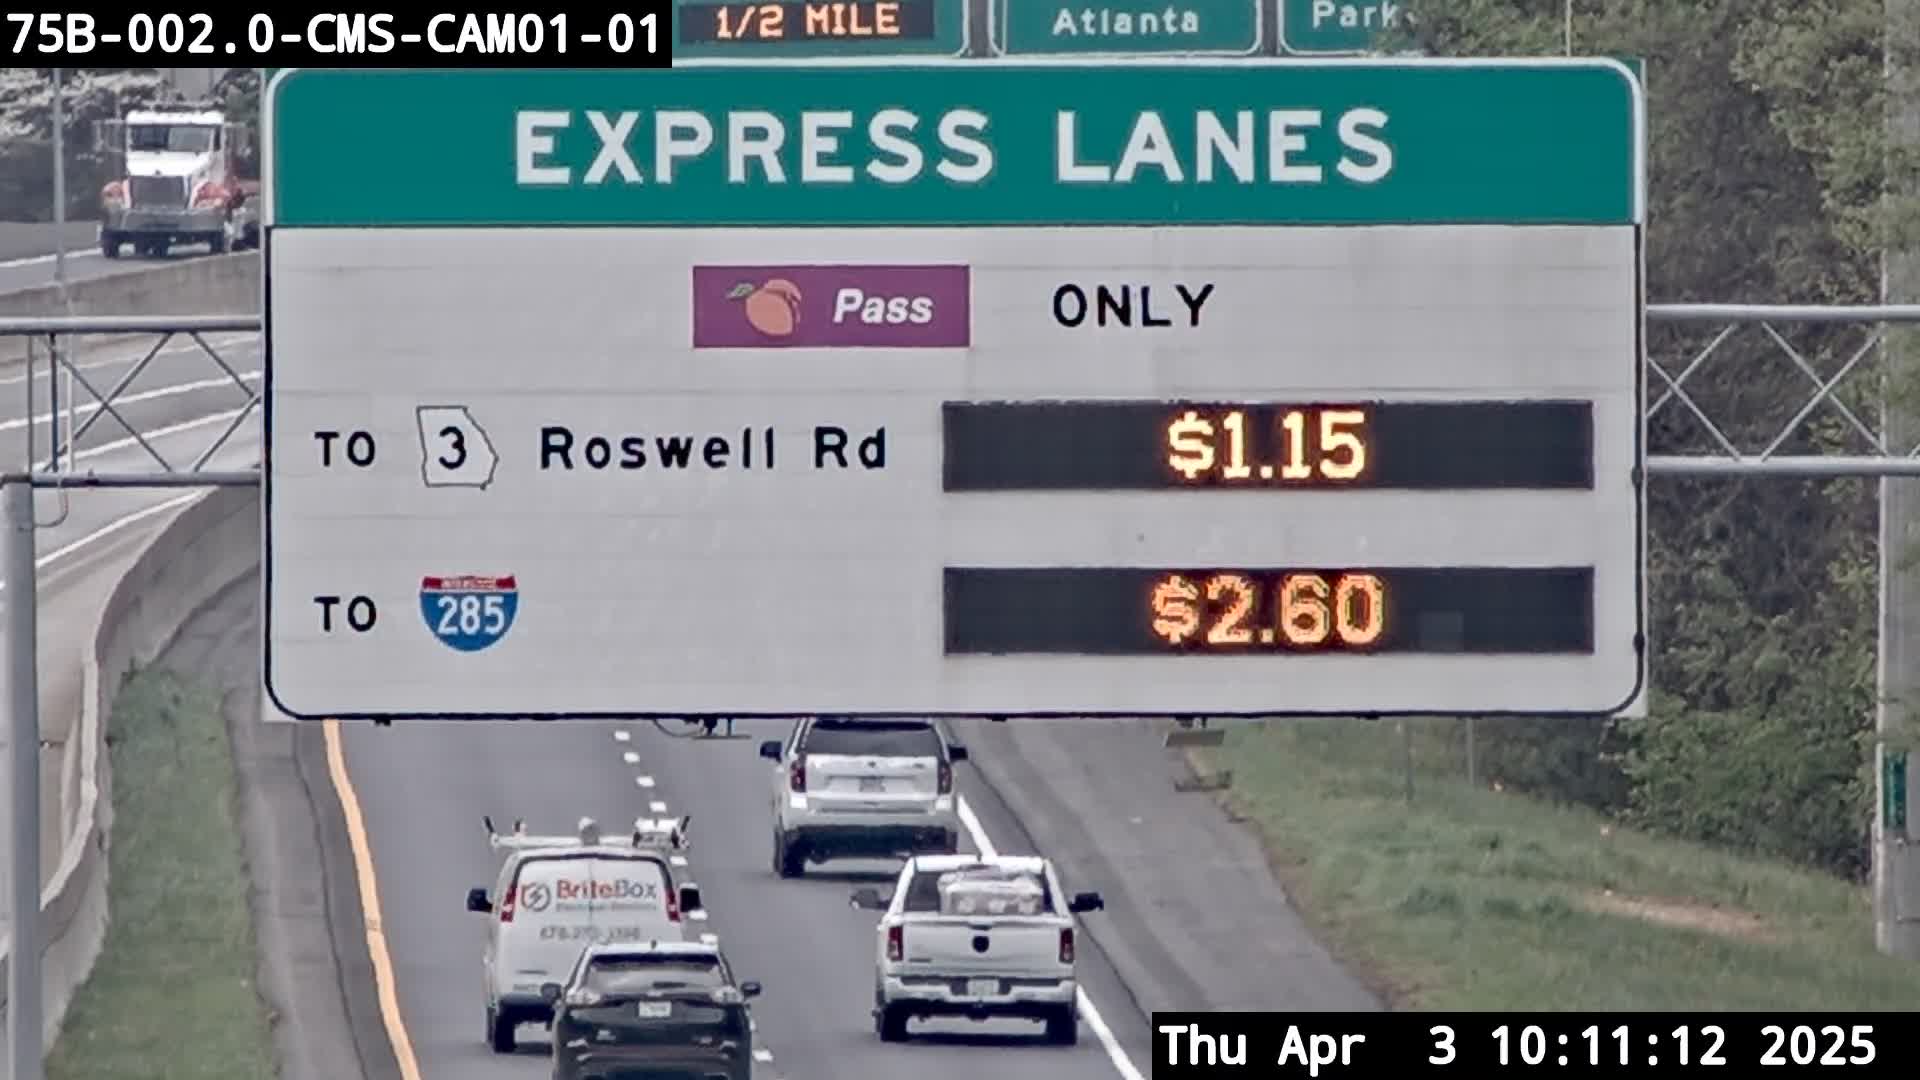 75B-002.0-CMS-CAM01-01
1/2 MILE
Atlanta
Park
EXPRESS LANES
Pass ONLY
TO 3 Roswell Rd $1.15
TO 285 $2.60
BriteBox
Thu Apr 3 10:11:12 2025